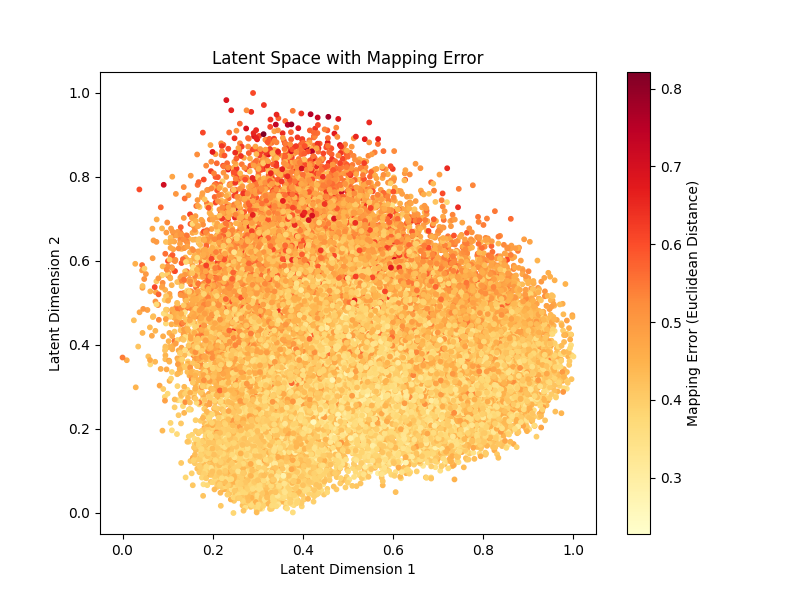 Latent Space with Mapping Error
1.0
0.8
0.6
0.4
0.2
0.0
Latent Dimension 2
0.0 0.2 0.4 0.6 0.8 1.0
Latent Dimension 1
0.8
0.7
0.6
0.5
0.4
0.3
Mapping Error (Euclidean Distance)